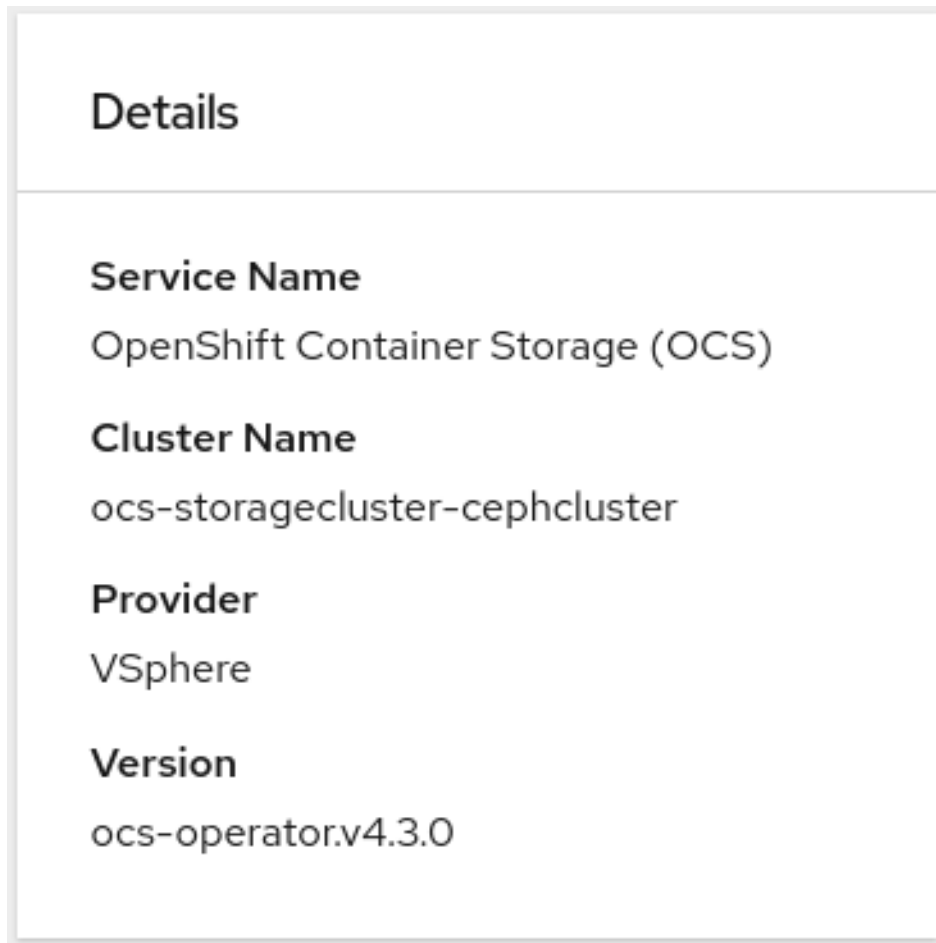 Details
Service Name
OpenShift Container Storage (OCS)
Cluster Name
ocs-storagecluster-cephcluster
Provider
VSphere
Version
ocs-operator.v4.3.0